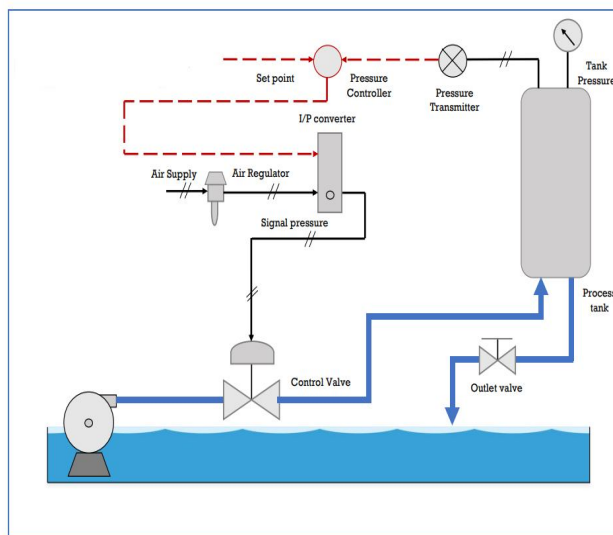 Tank
Pressure
Set point
Pressure
Controller
Pressure
Transmitter
I/P converter
Air Supply
Air Regulator
Signal pressure
Process
tank
Control Valve
Outlet valve